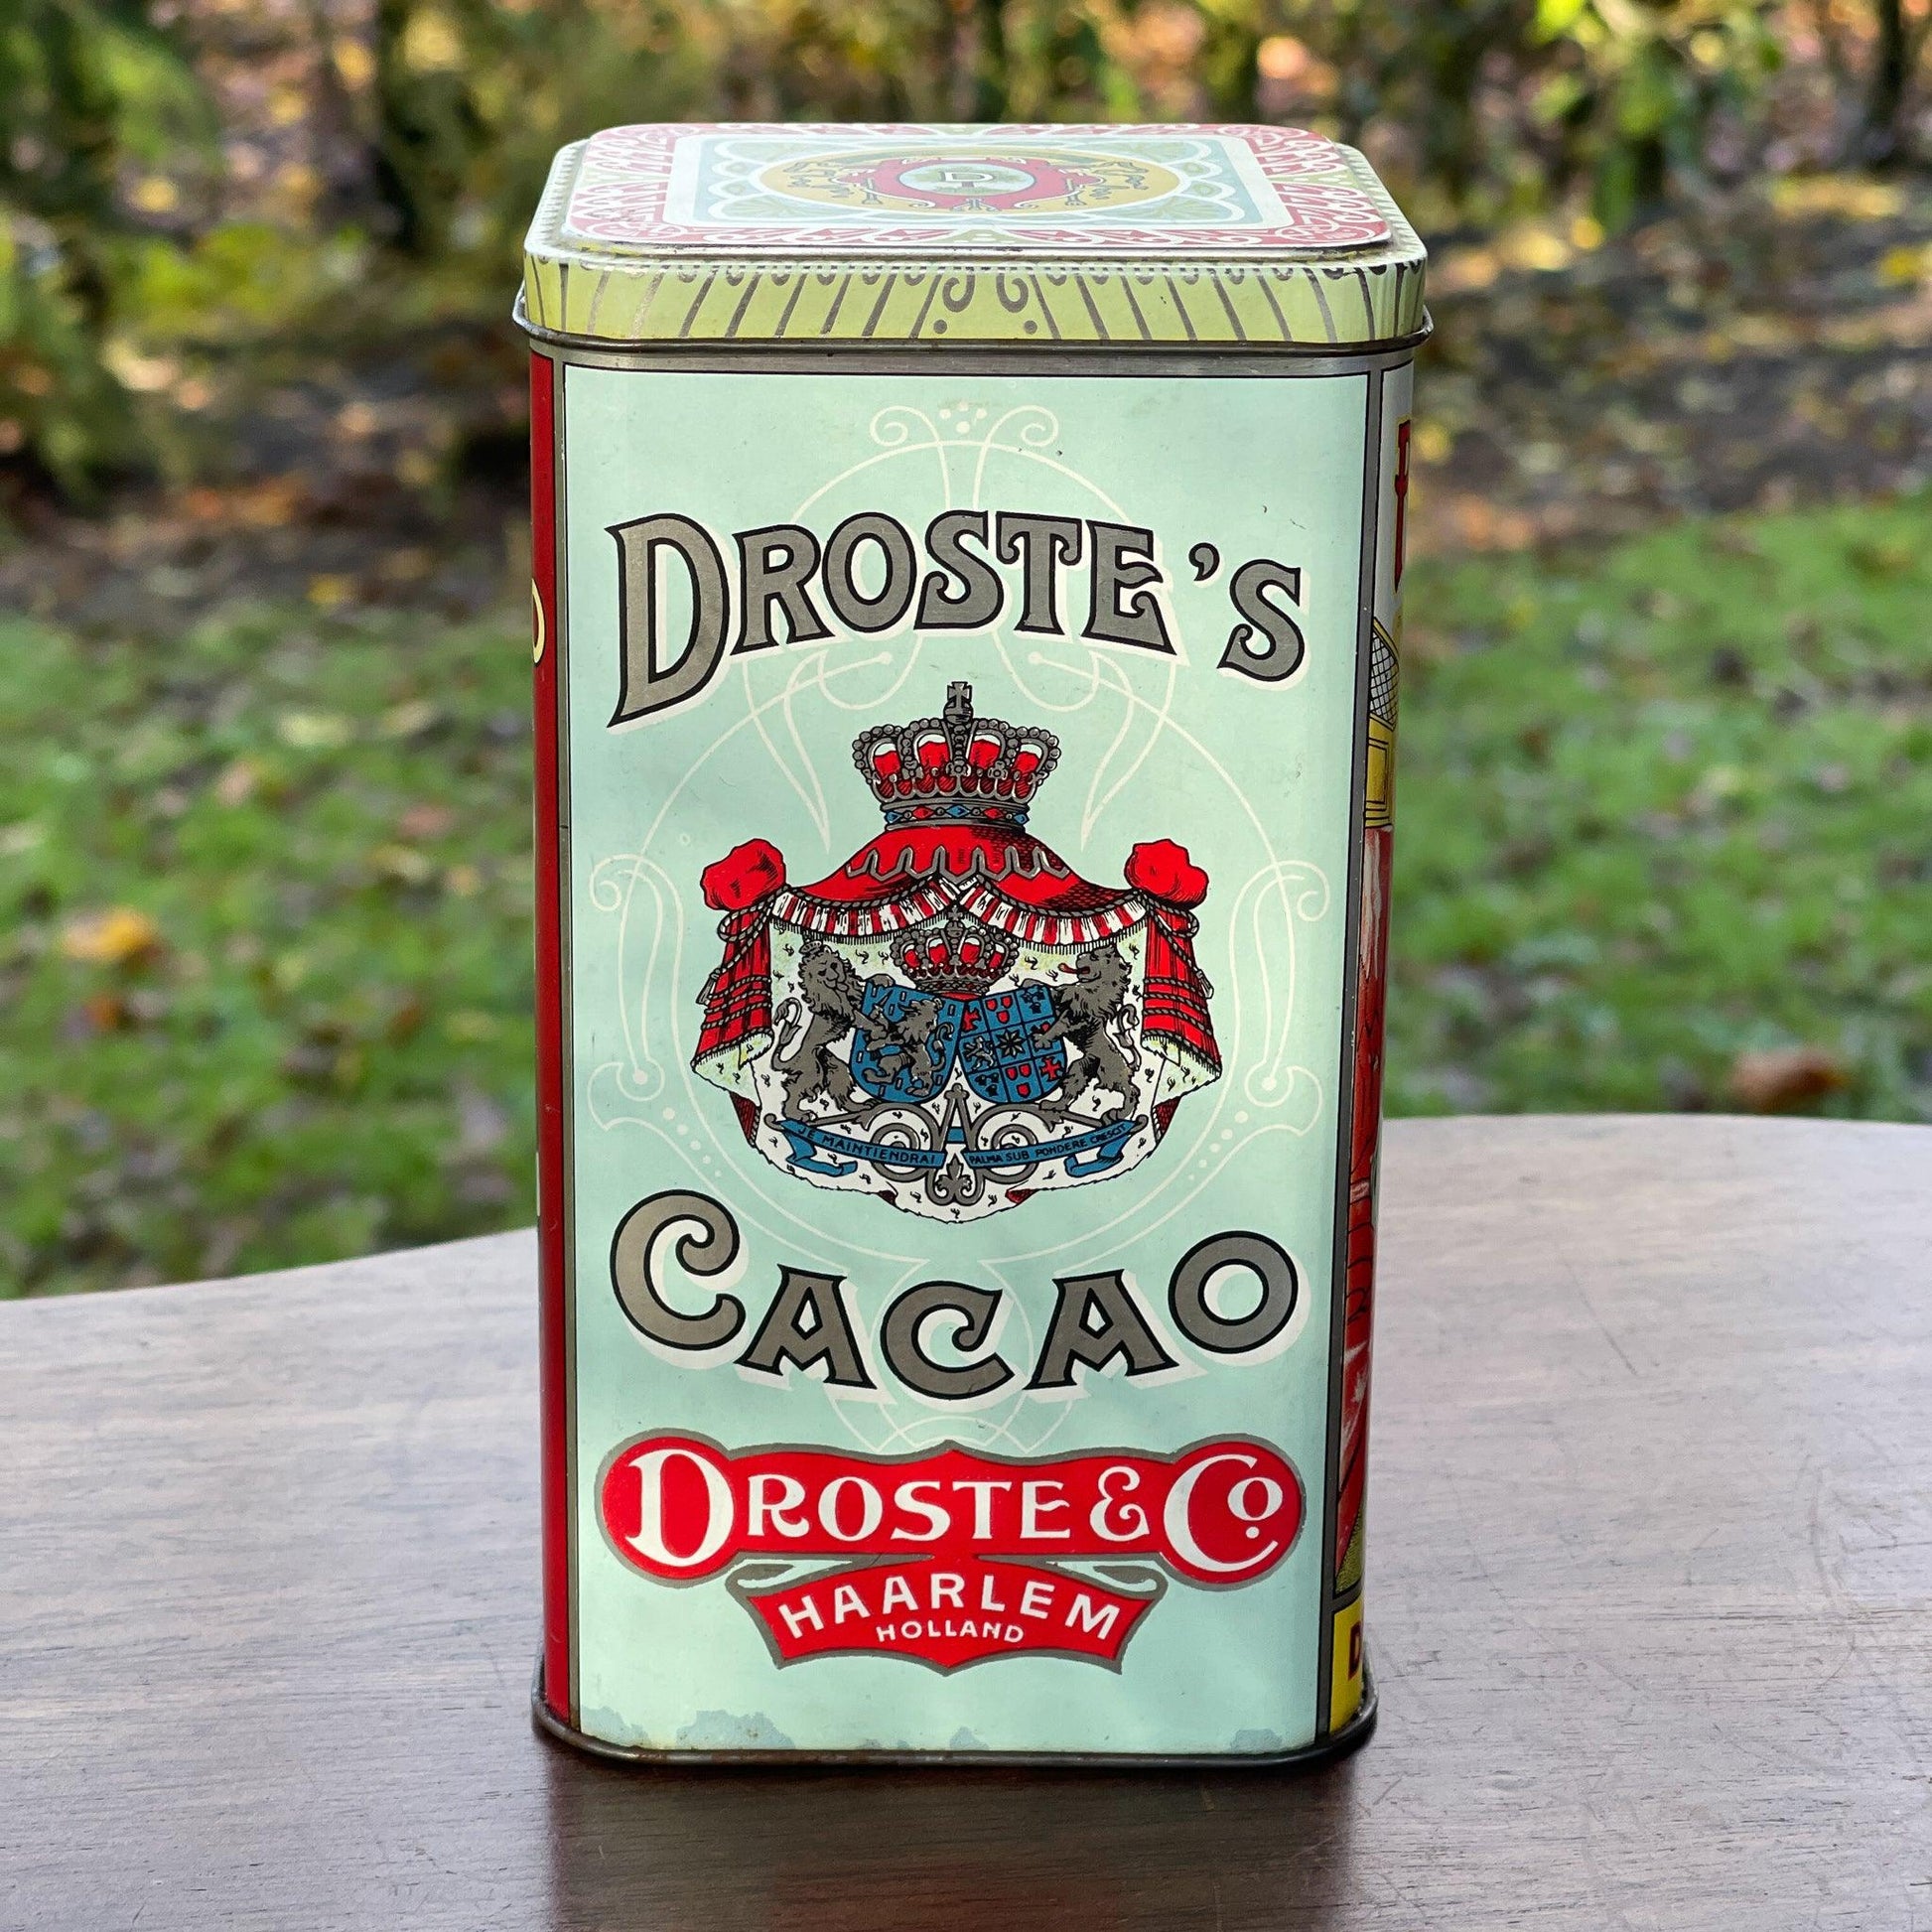 D
DROSTE'S
JE MAINTIENDRAI
PALMA SUB PONDERE CRESCIT
CACAO
DROSTE & Co.
HAARLEM
HOLLAND
D